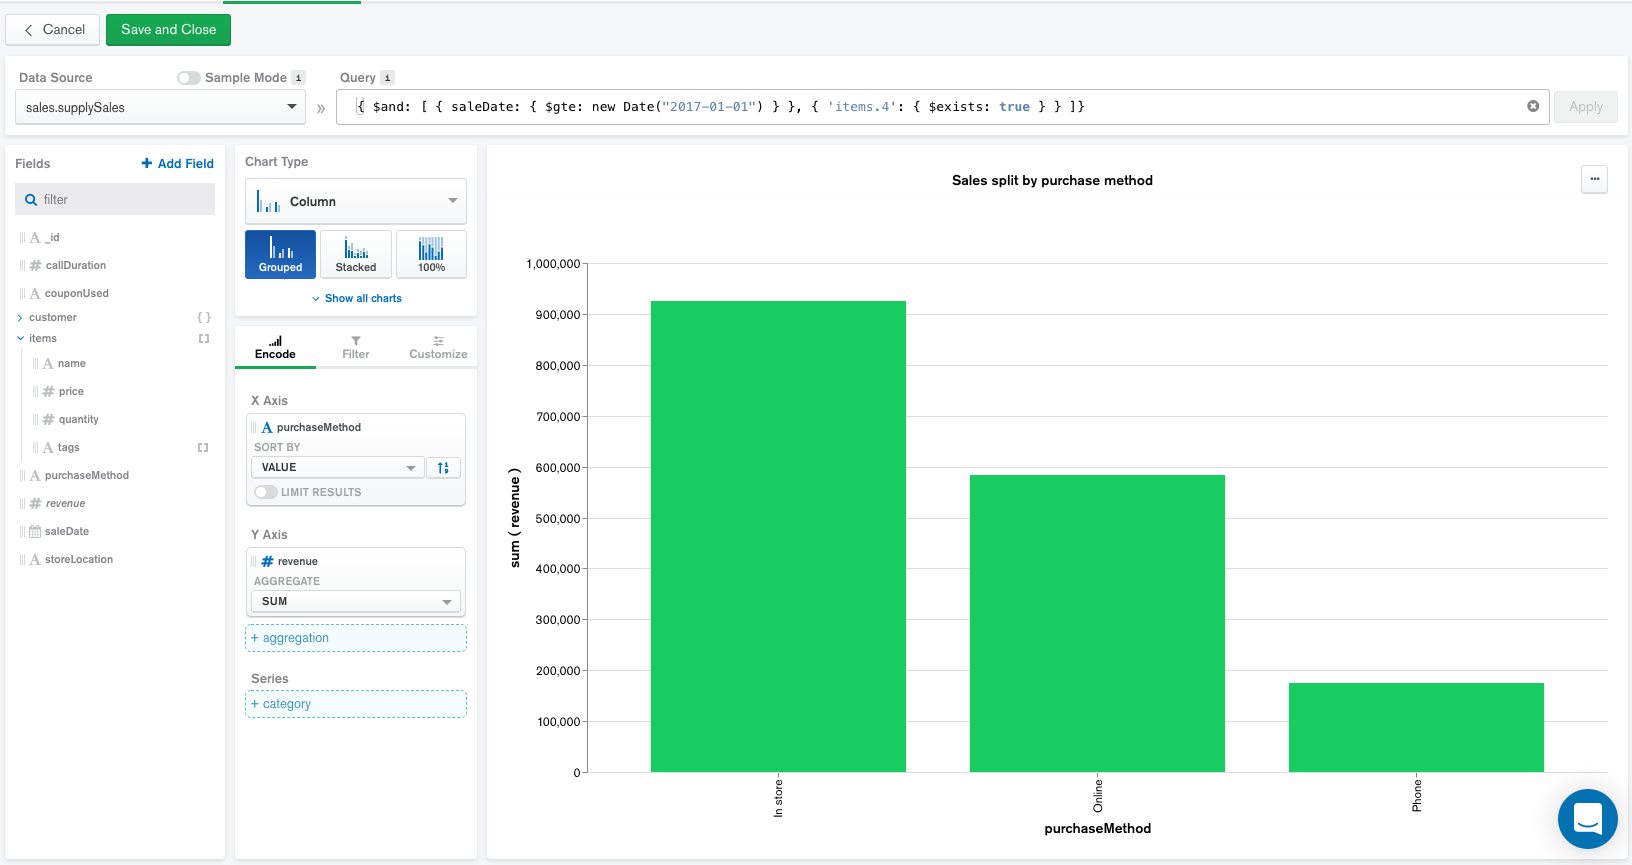 Cancel
Save and Close
Data Source
Sample Mode i
Query i
sales.supplySales
»
{ $and: [ { saleDate: { $gte: new Date("2017-01-01") } }, { 'items.4': { $exists: true } } ]}
Apply
Fields
+ Add Field
filter
A _id
# callDuration
A couponUsed
customer { }
items [ ]
A name
# price
# quantity
A tags [ ]
A purchaseMethod
# revenue
saleDate
A storeLocation
Chart Type
Column
Grouped
Stacked
100%
Show all charts
Encode
Filter
Customize
X Axis
A purchaseMethod
SORT BY
VALUE
LIMIT RESULTS
Y Axis
# revenue
AGGREGATE
SUM
+ aggregation
Series
+ category
Sales split by purchase method
...
1,000,000
900,000
800,000
700,000
600,000
500,000
400,000
300,000
200,000
100,000
0
sum ( revenue )
In store
Online
Phone
purchaseMethod